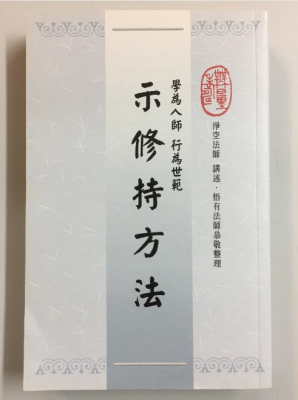 淨空法師 講述·悟有法師恭敬整理
學為人師 行為世範
示修持方法